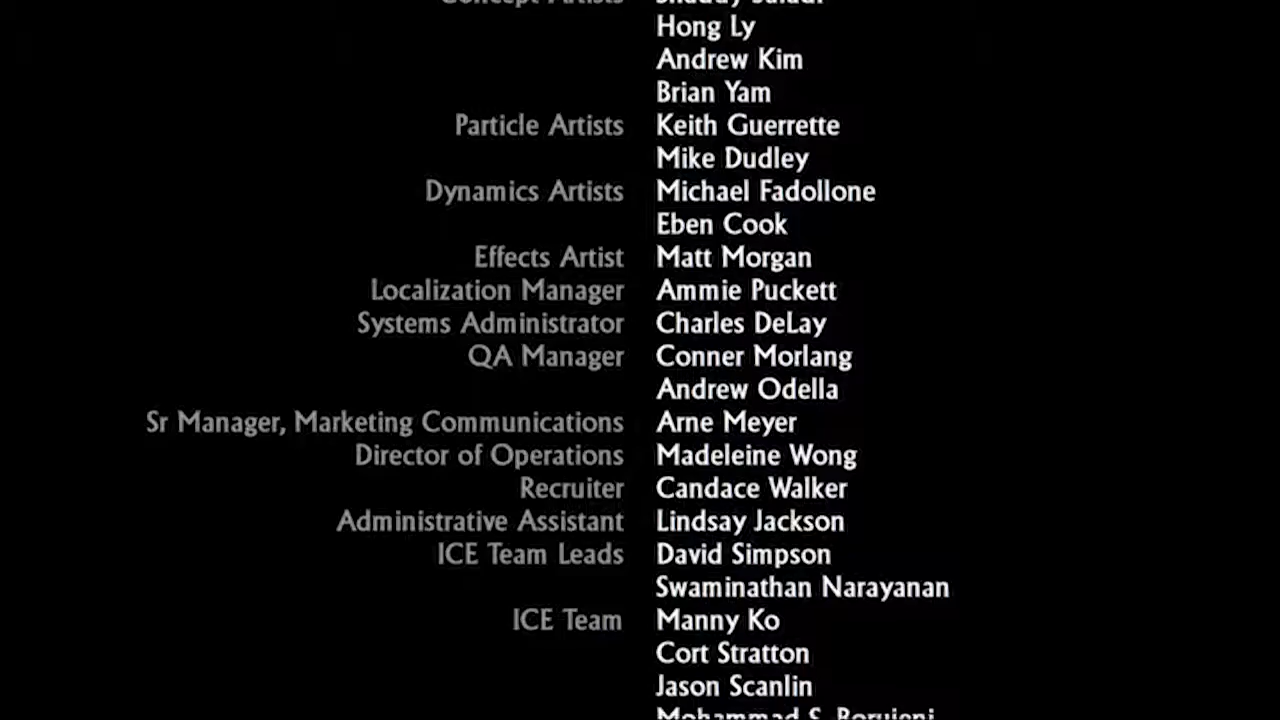 Hong Ly
Andrew Kim
Brian Yam
Particle Artists Keith Guerrette
Mike Dudley
Dynamics Artists Michael Fadollone
Eben Cook
Effects Artist Matt Morgan
Localization Manager Ammie Puckett
Systems Administrator Charles DeLay
QA Manager Conner Morlang
Andrew Odella
Sr Manager, Marketing Communications Arne Meyer
Director of Operations Madeleine Wong
Recruiter Candace Walker
Administrative Assistant Lindsay Jackson
ICE Team Leads David Simpson
Swaminathan Narayanan
ICE Team Manny Ko
Cort Stratton
Jason Scanlin